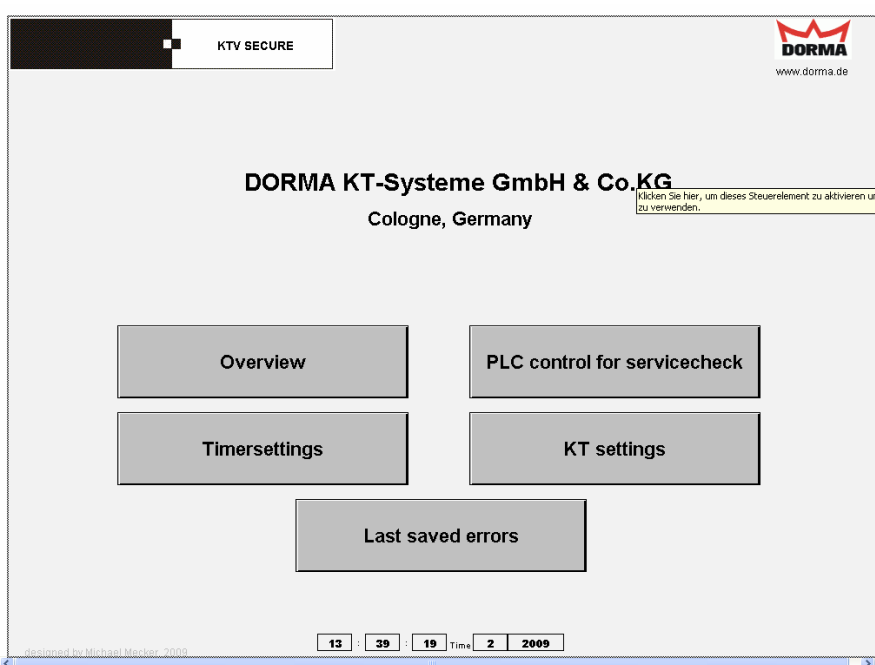 KTV SECURE
DORMA
www.dorma.de
DORMA KT-Systeme GmbH & Co.KG
Klicken Sie hier, um dieses Steuerelement zu aktivieren
zu verwenden.
Cologne, Germany
Overview
PLC control for servicecheck
Timersettings
KT settings
Last saved errors
13 : 39 : 19 Time 2 2009
designed by Michael Mecker, 2009